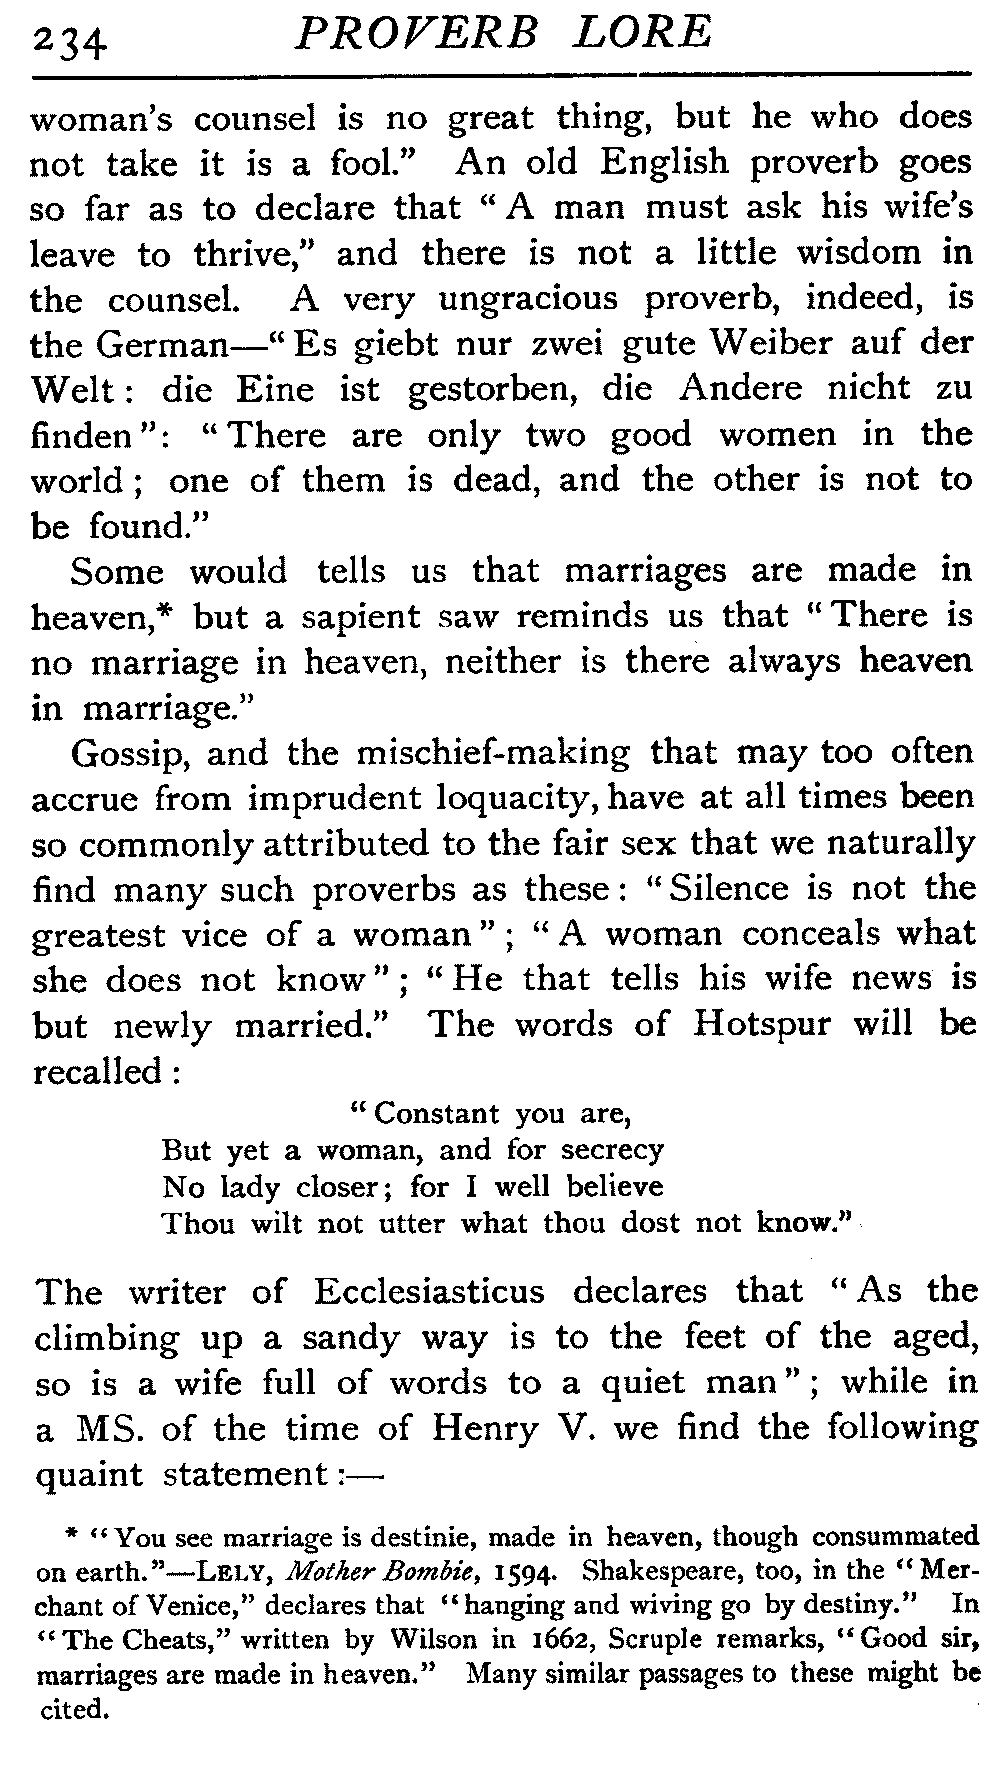 234 PROVERB LORE
woman's counsel is no great thing, but he who does
not take it is a fool.” An old English proverb goes
so far as to declare that “ A man must ask his wife's
leave to thrive,” and there is not a little wisdom in
the counsel. A very ungracious proverb, indeed, is
the German—“ Es giebt nur zwei gute Weiber auf der
Welt : die Eine ist gestorben, die Andere nicht zu
finden ”: “ There are only two good women in the
world ; one of them is dead, and the other is not to
be found.”
Some would tells us that marriages are made in
heaven,* but a sapient saw reminds us that “ There is
no marriage in heaven, neither is there always heaven
in marriage.”
Gossip, and the mischief-making that may too often
accrue from imprudent loquacity, have at all times been
so commonly attributed to the fair sex that we naturally
find many such proverbs as these : “ Silence is not the
greatest vice of a woman ” ; “ A woman conceals what
she does not know ” ; “ He that tells his wife news is
but newly married.” The words of Hotspur will be
recalled :
“ Constant you are,
But yet a woman, and for secrecy
No lady closer ; for I well believe
Thou wilt not utter what thou dost not know.”
The writer of Ecclesiasticus declares that “ As the
climbing up a sandy way is to the feet of the aged,
so is a wife full of words to a quiet man ” ; while in
a MS. of the time of Henry V. we find the following
quaint statement :—
* “ You see marriage is destinie, made in heaven, though consummated
on earth.”—LELY, Mother Bombie, 1594. Shakespeare, too, in the “ Mer-
chant of Venice,” declares that “ hanging and wiving go by destiny.” In
“ The Cheats,” written by Wilson in 1662, Scruple remarks, “ Good sir,
marriages are made in heaven.” Many similar passages to these might be
cited.